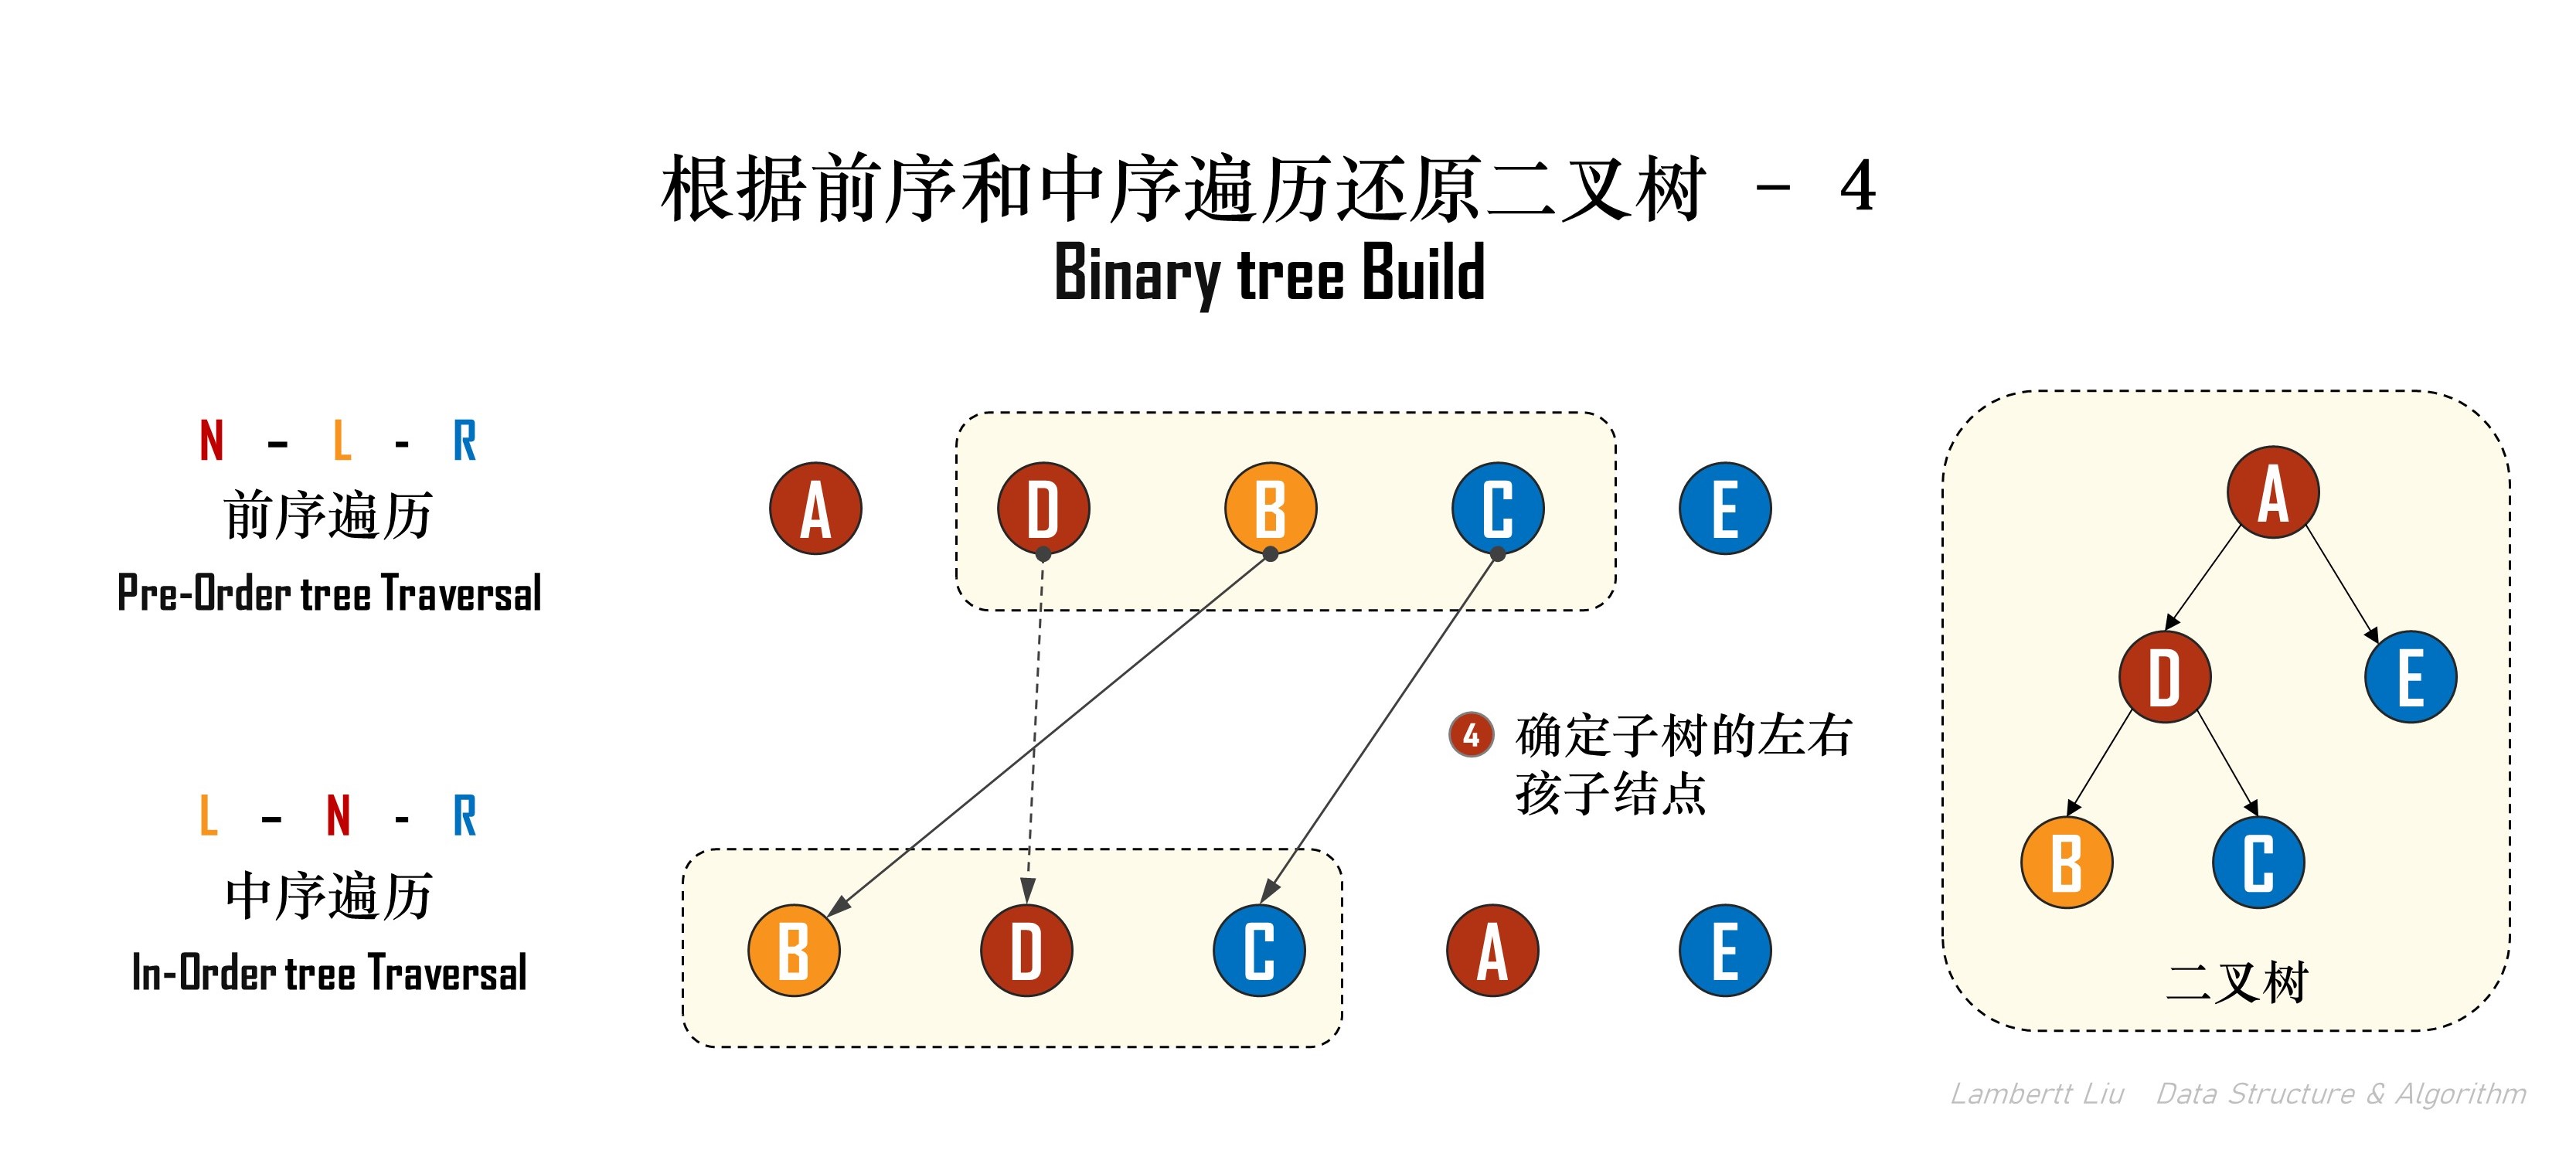 根据前序和中序遍历还原二叉树 - 4
Binary tree Build
N - L - R
前序遍历
Pre-Order tree Traversal
A D B C E
4 确定子树的左右
孩子结点
L - N - R
中序遍历
In-Order tree Traversal
B D C A E
A
D E
B C
二叉树
Lambertt Liu Data Structure & Algorithm